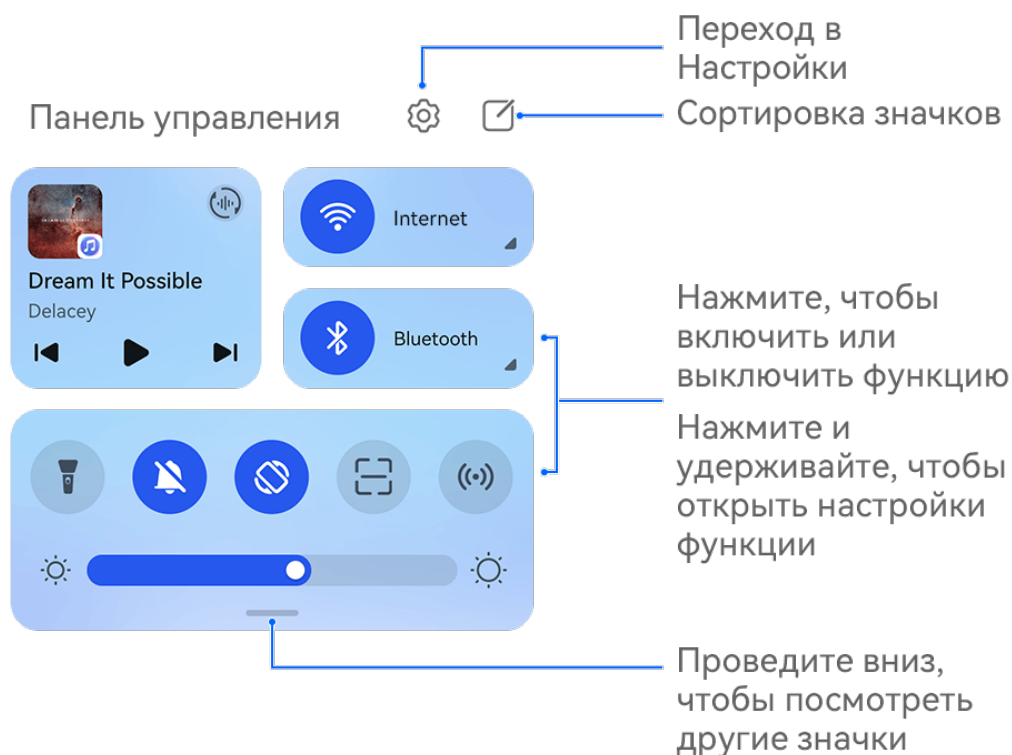 Переход в
Настройки
Панель управления
Сортировка значков
Internet
Dream It Possible
Delacey
Bluetooth
Нажмите, чтобы
включить или
выключить функцию
Нажмите и
удерживайте, чтобы
открыть настройки
функции
Проведите вниз,
чтобы посмотреть
другие значки